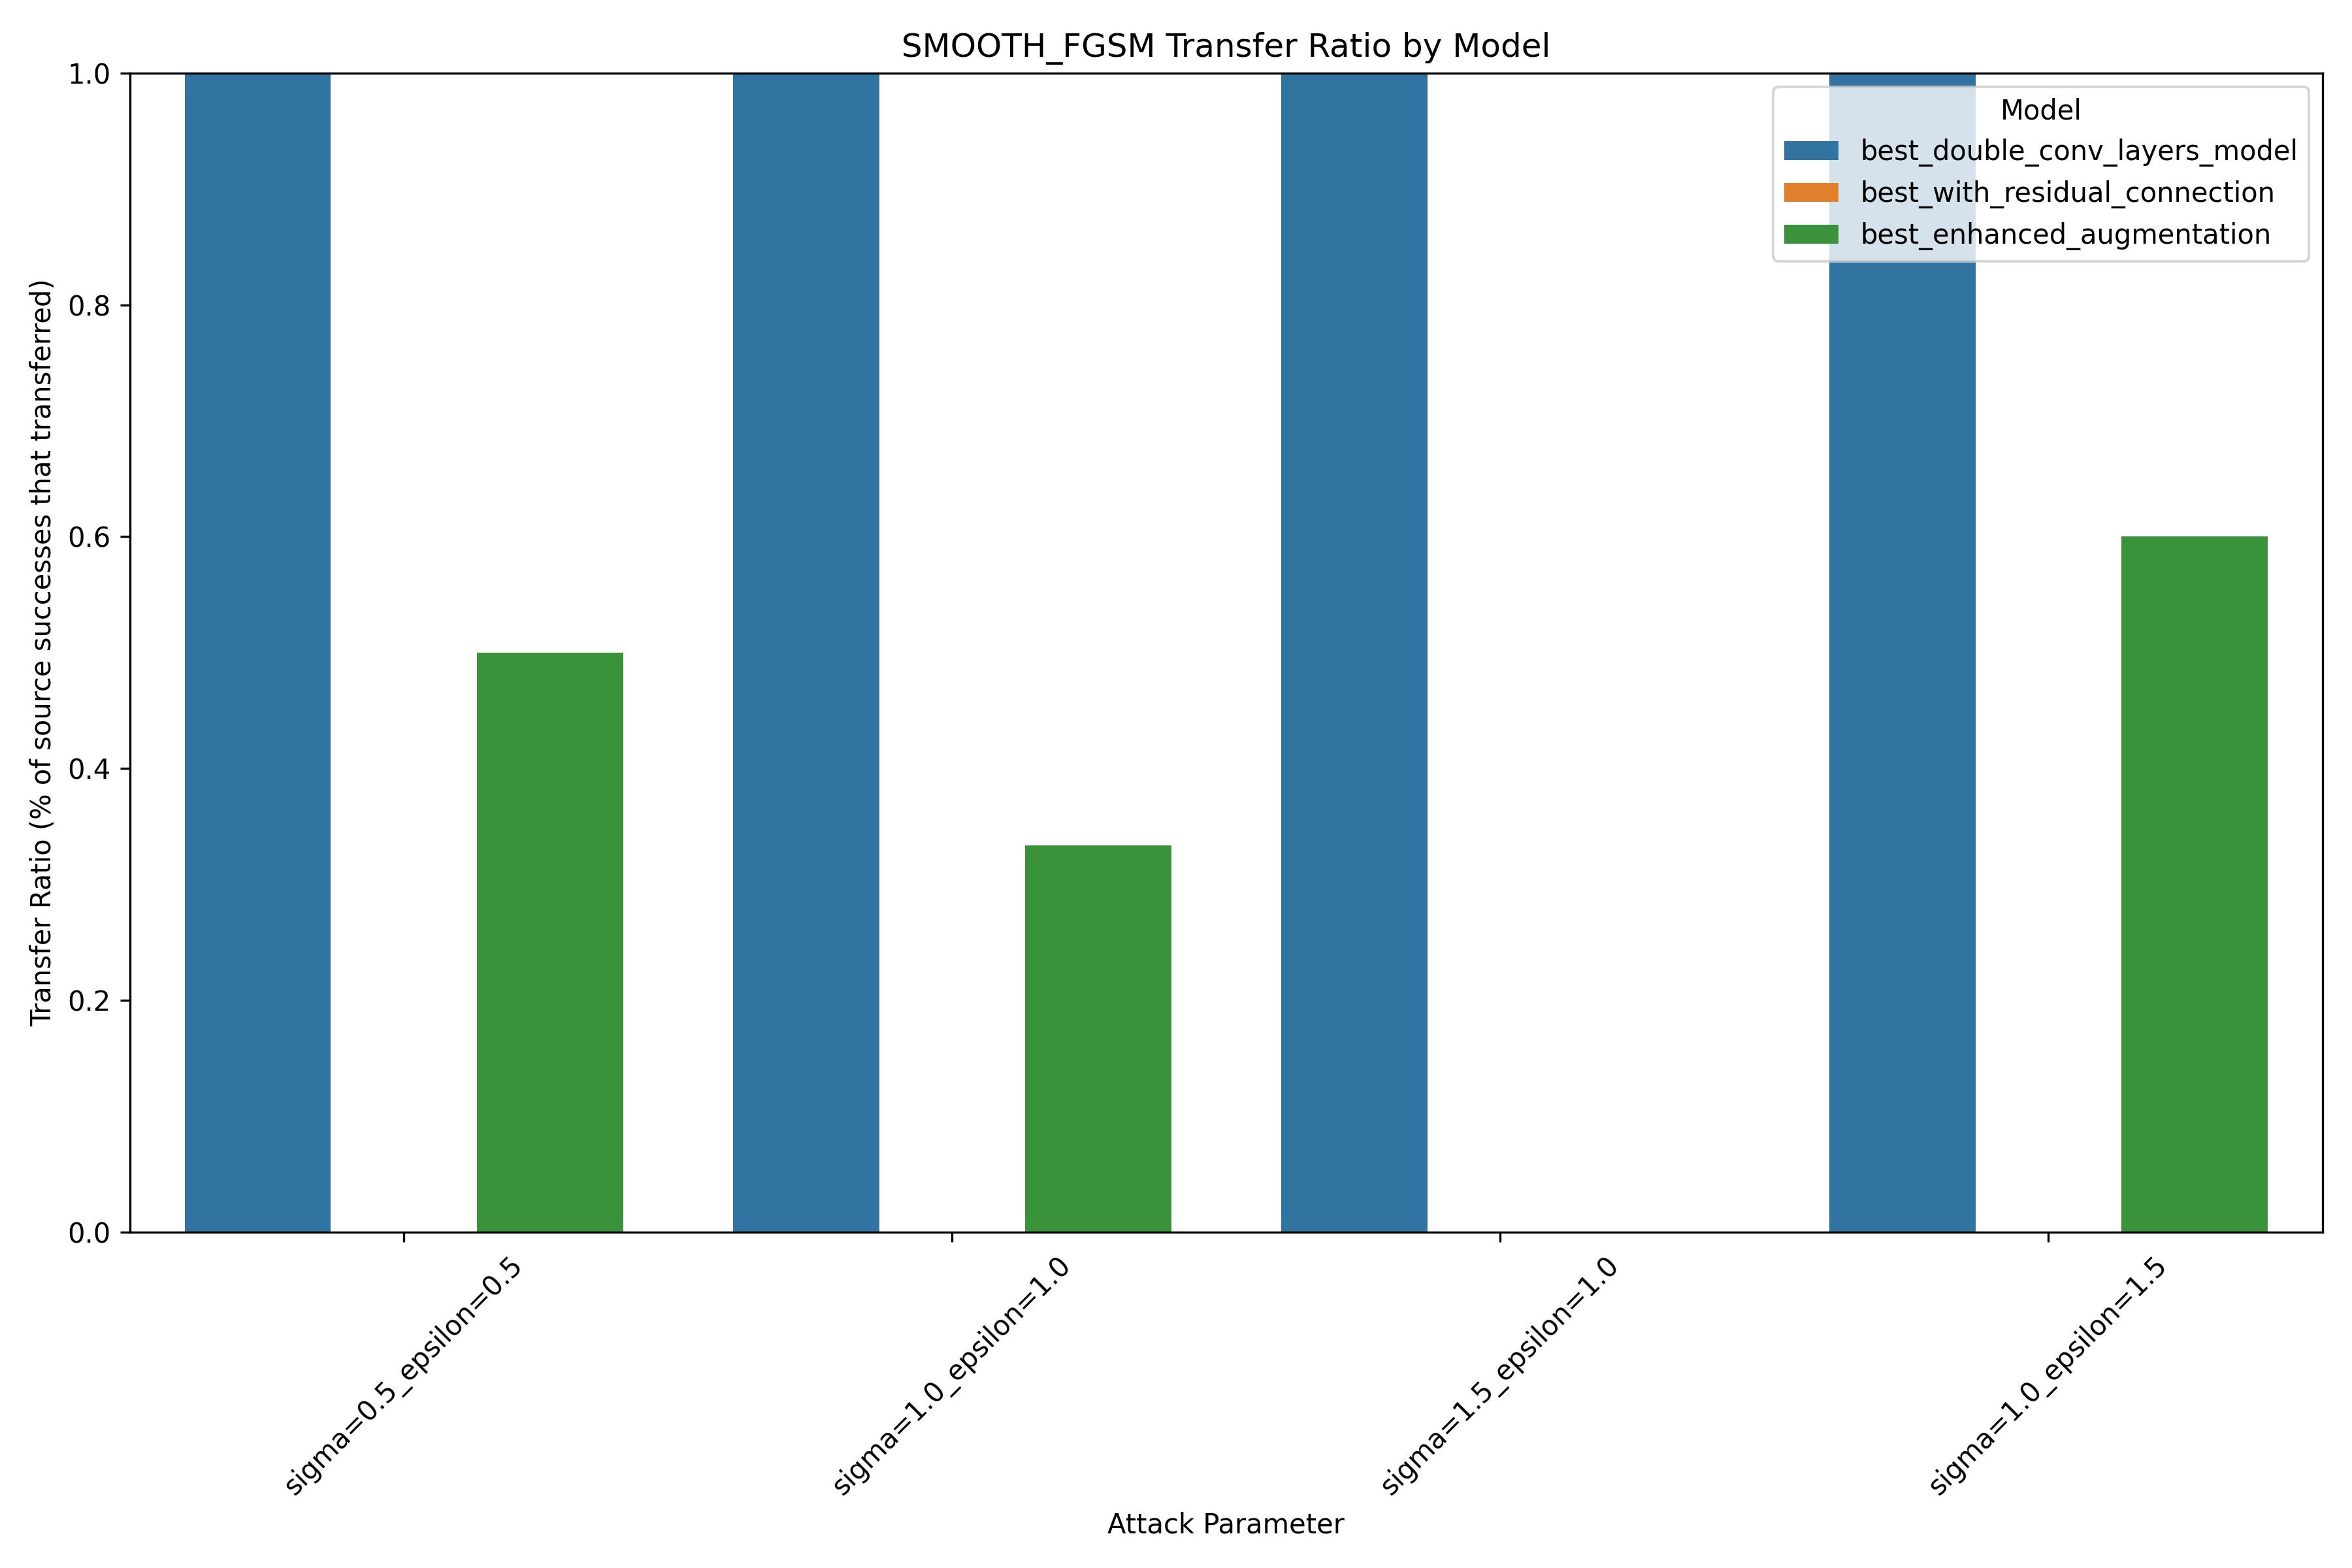 SMOOTH_FGSM Transfer Ratio by Model
Transfer Ratio (% of source successes that transferred)
1.0
0.8
0.6
0.4
0.2
0.0
Model
best_double_conv_layers_model
best_with_residual_connection
best_enhanced_augmentation
sigma=0.5_epsilon=0.5
sigma=1.0_epsilon=1.0
sigma=1.5_epsilon=1.0
sigma=1.0_epsilon=1.5
Attack Parameter